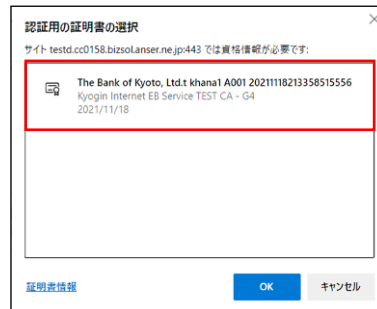 認証用の証明書の選択
サイト testd.cc0158.bizsol.anser.ne.jp:443 では資格情報が必要です:
The Bank of Kyoto, Ltd.t khana1 A001 20211118213358515556
Kyogin Internet EB Service TEST CA - G4
2021/11/18
証明書情報
OK
キャンセル